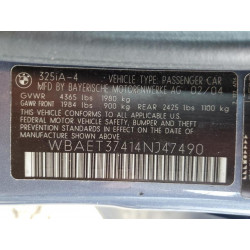 325iA-4 VEHICLE TYPE: PASSENGER CAR
MFD BY BAYERISCHE MOTORENWERKE AG 02/04
GVWR 4365 lbs 1980 kg
GAWR FRONT 1984 lbs 900 kg REAR 2425 lbs 1100 kg
THIS VEHICLE CONFORMS TO ALL APPLICABLE
FEDERAL MOTOR VEHICLE SAFETY, BUMPER, AND
THEFT PREVENTION STANDARDS IN EFFECT ON THE
DATE OF MANUFACTURE SHOWN ABOVE.
WBAET37414NJ47490